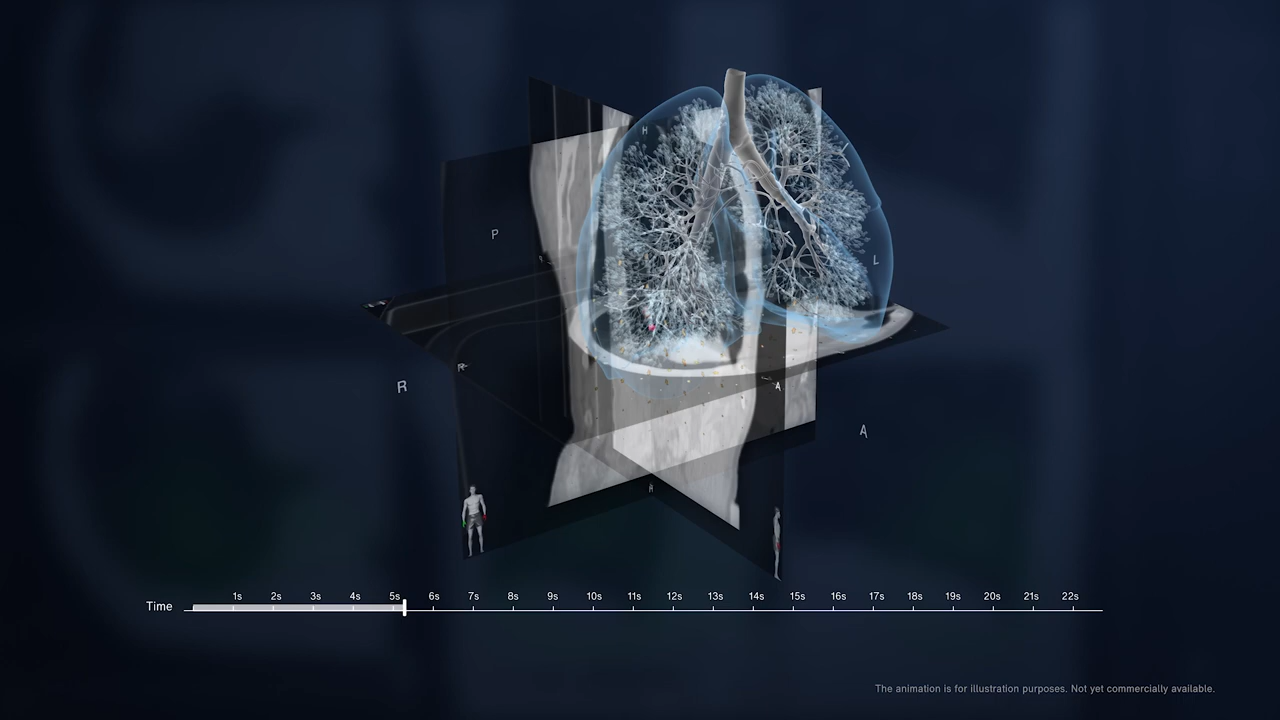 H
P
L
R
R
A
R
A
H
Time
1s 2s 3s 4s 5s 6s 7s 8s 9s 10s 11s 12s 13s 14s 15s 16s 17s 18s 19s 20s 21s 22s
The animation is for illustration purposes. Not yet commercially available.